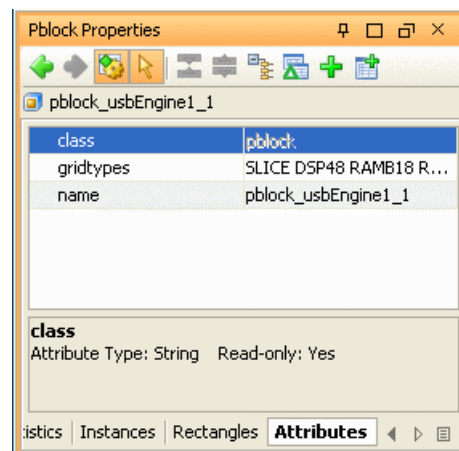 Pblock Properties
pblock_usbEngine1_1
class pblock
gridtypes SLICE DSP48 RAMB18 R...
name pblock_usbEngine1_1
class
Attribute Type: String Read-only: Yes
istics Instances Rectangles Attributes